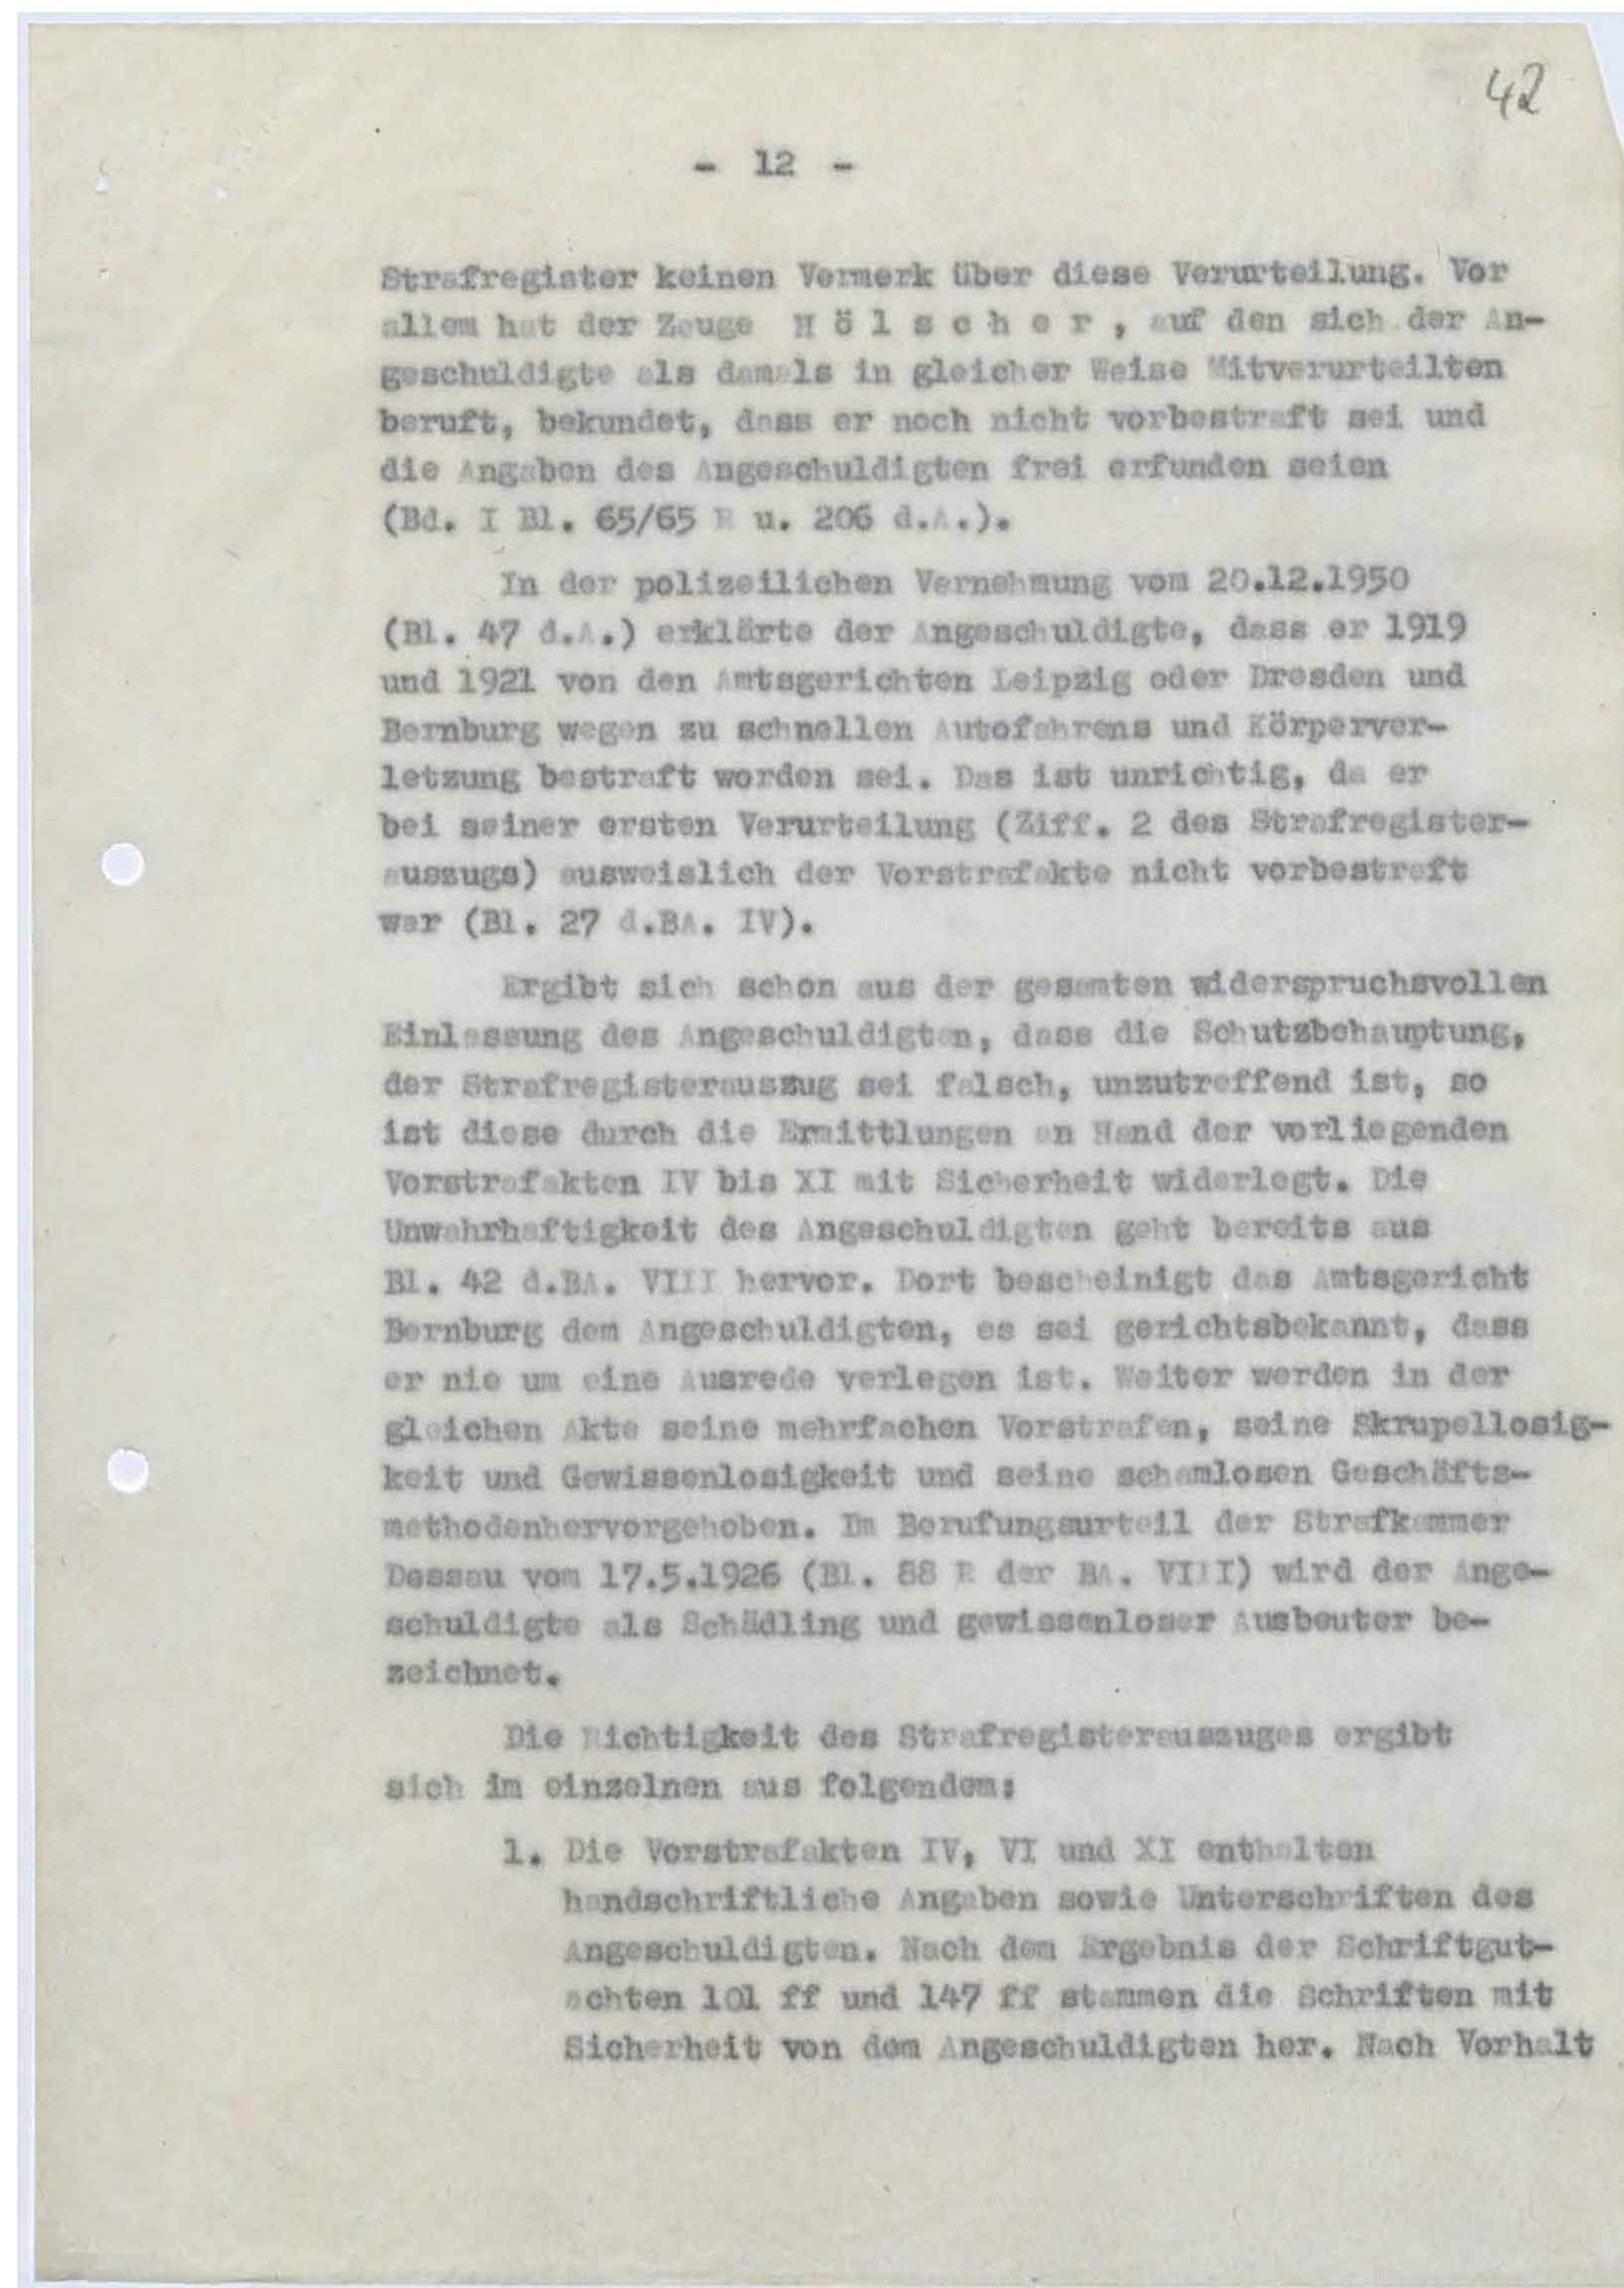 42
- 12 -
Strafregister keinen Vermerk über diese Verurteilung. Vor
allem hat der Zeuge H ö l s c h e r , auf den sich der An-
geschuldigte als damals in gleicher Weise Mitverurteilten
beruft, bekundet, dass er noch nicht vorbestraft sei und
die Angaben des Angeschuldigten frei erfunden seien
(Bd. I Bl. 65/65 R u. 206 d.A.).
In der polizeilichen Vernehmung vom 20.12.1950
(Bl. 47 d.A.) erklärte der Angeschuldigte, dass er 1919
und 1921 von den Amtsgerichten Leipzig oder Dresden und
Bernburg wegen zu schnellen Autofahrens und Körperver-
letzung bestraft worden sei. Das ist unrichtig, da er
bei seiner ersten Verurteilung (Ziff. 2 des Strafregister-
auszugs) ausweislich der Vorstrafakte nicht vorbestraft
war (Bl. 27 d.BA. IV).
Ergibt sich schon aus der gesamten widerspruchsvollen
Einlassung des Angeschuldigten, dass die Schutzbehauptung,
der Strafregisterauszug sei falsch, unzutreffend ist, so
ist diese durch die Ermittlungen an Hand der vorliegenden
Vorstrafakten IV bis XI mit Sicherheit widerlegt. Die
Unwahrhaftigkeit des Angeschuldigten geht bereits aus
Bl. 42 d.BA. VIII hervor. Dort bescheinigt das Amtsgericht
Bernburg dem Angeschuldigten, es sei gerichtsbekannt, dass
er nie um eine Ausrede verlegen ist. Weiter werden in der
gleichen Akte seine mehrfachen Vorstrafen, seine Skrupellosig-
keit und Gewissenlosigkeit und seine schamlosen Geschäfts-
methodenhervorgehoben. Im Berufungsurteil der Strafkammer
Dessau vom 17.5.1926 (Bl. 88 R der BA. VIII) wird der Ange-
schuldigte als Schädling und gewissenloser Ausbeuter be-
zeichnet.
Die Richtigkeit des Strafregisterauszuges ergibt
sich im einzelnen aus folgendem:
1. Die Vorstrafakten IV, VI und XI enthalten
handschriftliche Angaben sowie Unterschriften des
Angeschuldigten. Nach dem Ergebnis der Schriftgut-
achten 101 ff und 147 ff stammen die Schriften mit
Sicherheit von dem Angeschuldigten her. Nach Vorhalt